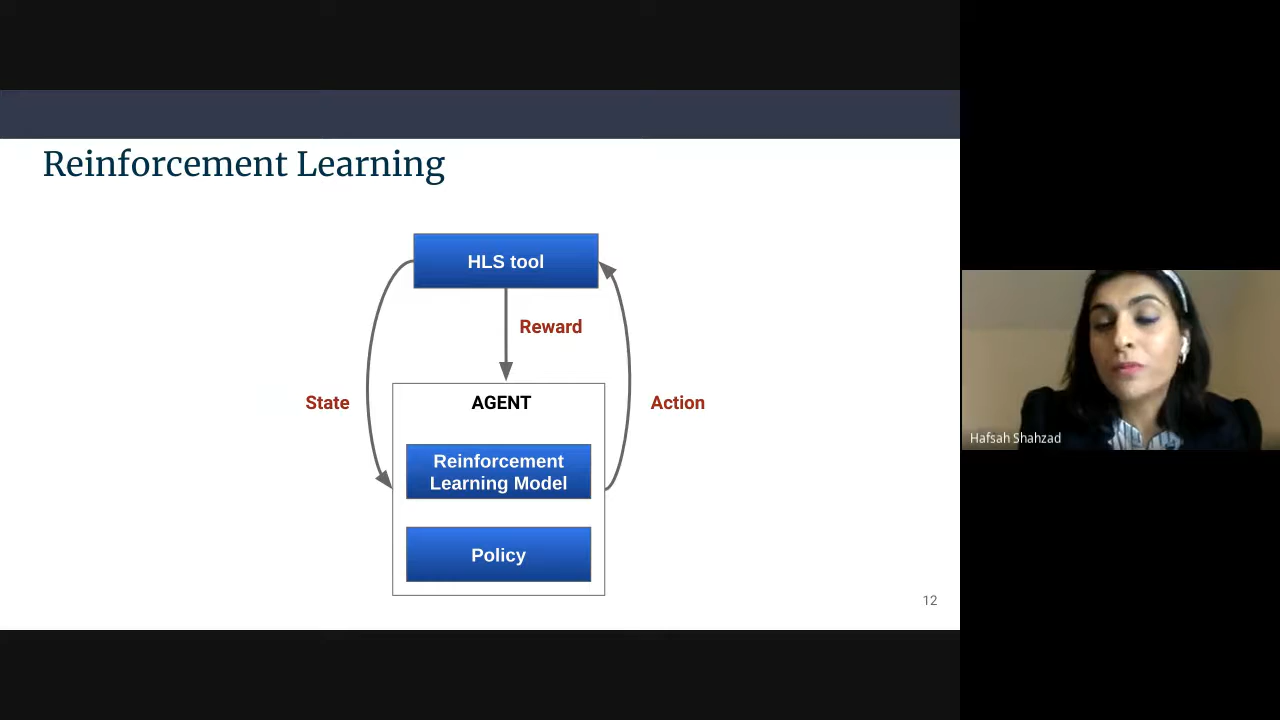 Reinforcement Learning
HLS tool
Reward
State
AGENT
Action
Reinforcement
Learning Model
Policy
12
Hafsah Shahzad